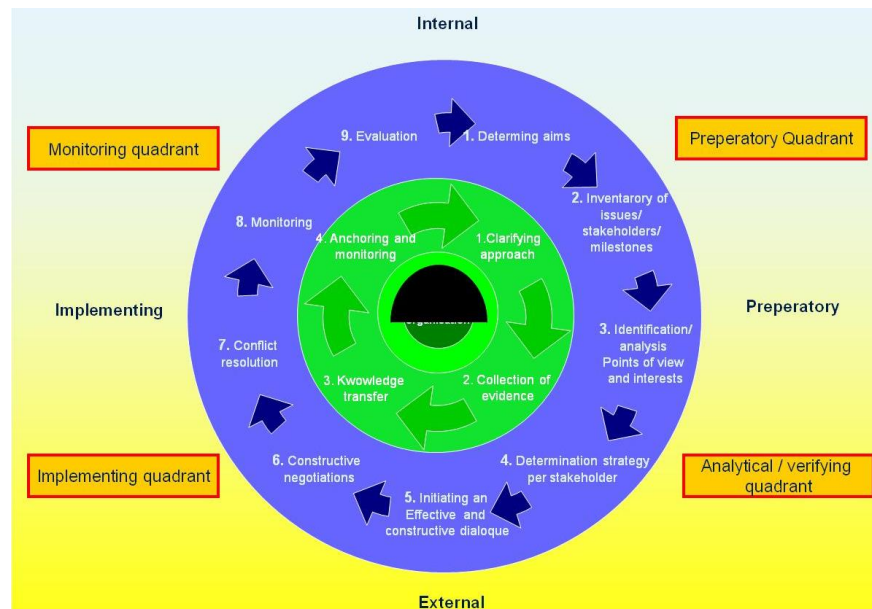 Internal
Monitoring quadrant
Preperatory Quadrant
9. Evaluation
1. Determing aims
2. Inventarory of
issues/
stakeholders/
milestones
8. Monitoring
4. Anchoring and
monitoring
1.Clarifying
approach
Implementing
Preperatory
3. Identification/
analysis
Points of view
and interests
7. Conflict
resolution
3. Kwowledge
transfer
2. Collection of
evidence
Implementing quadrant
Analytical / verifying
quadrant
6. Constructive
negotiations
4. Determination strategy
per stakeholder
5. Initiating an
Effective and
constructive dialoque
External